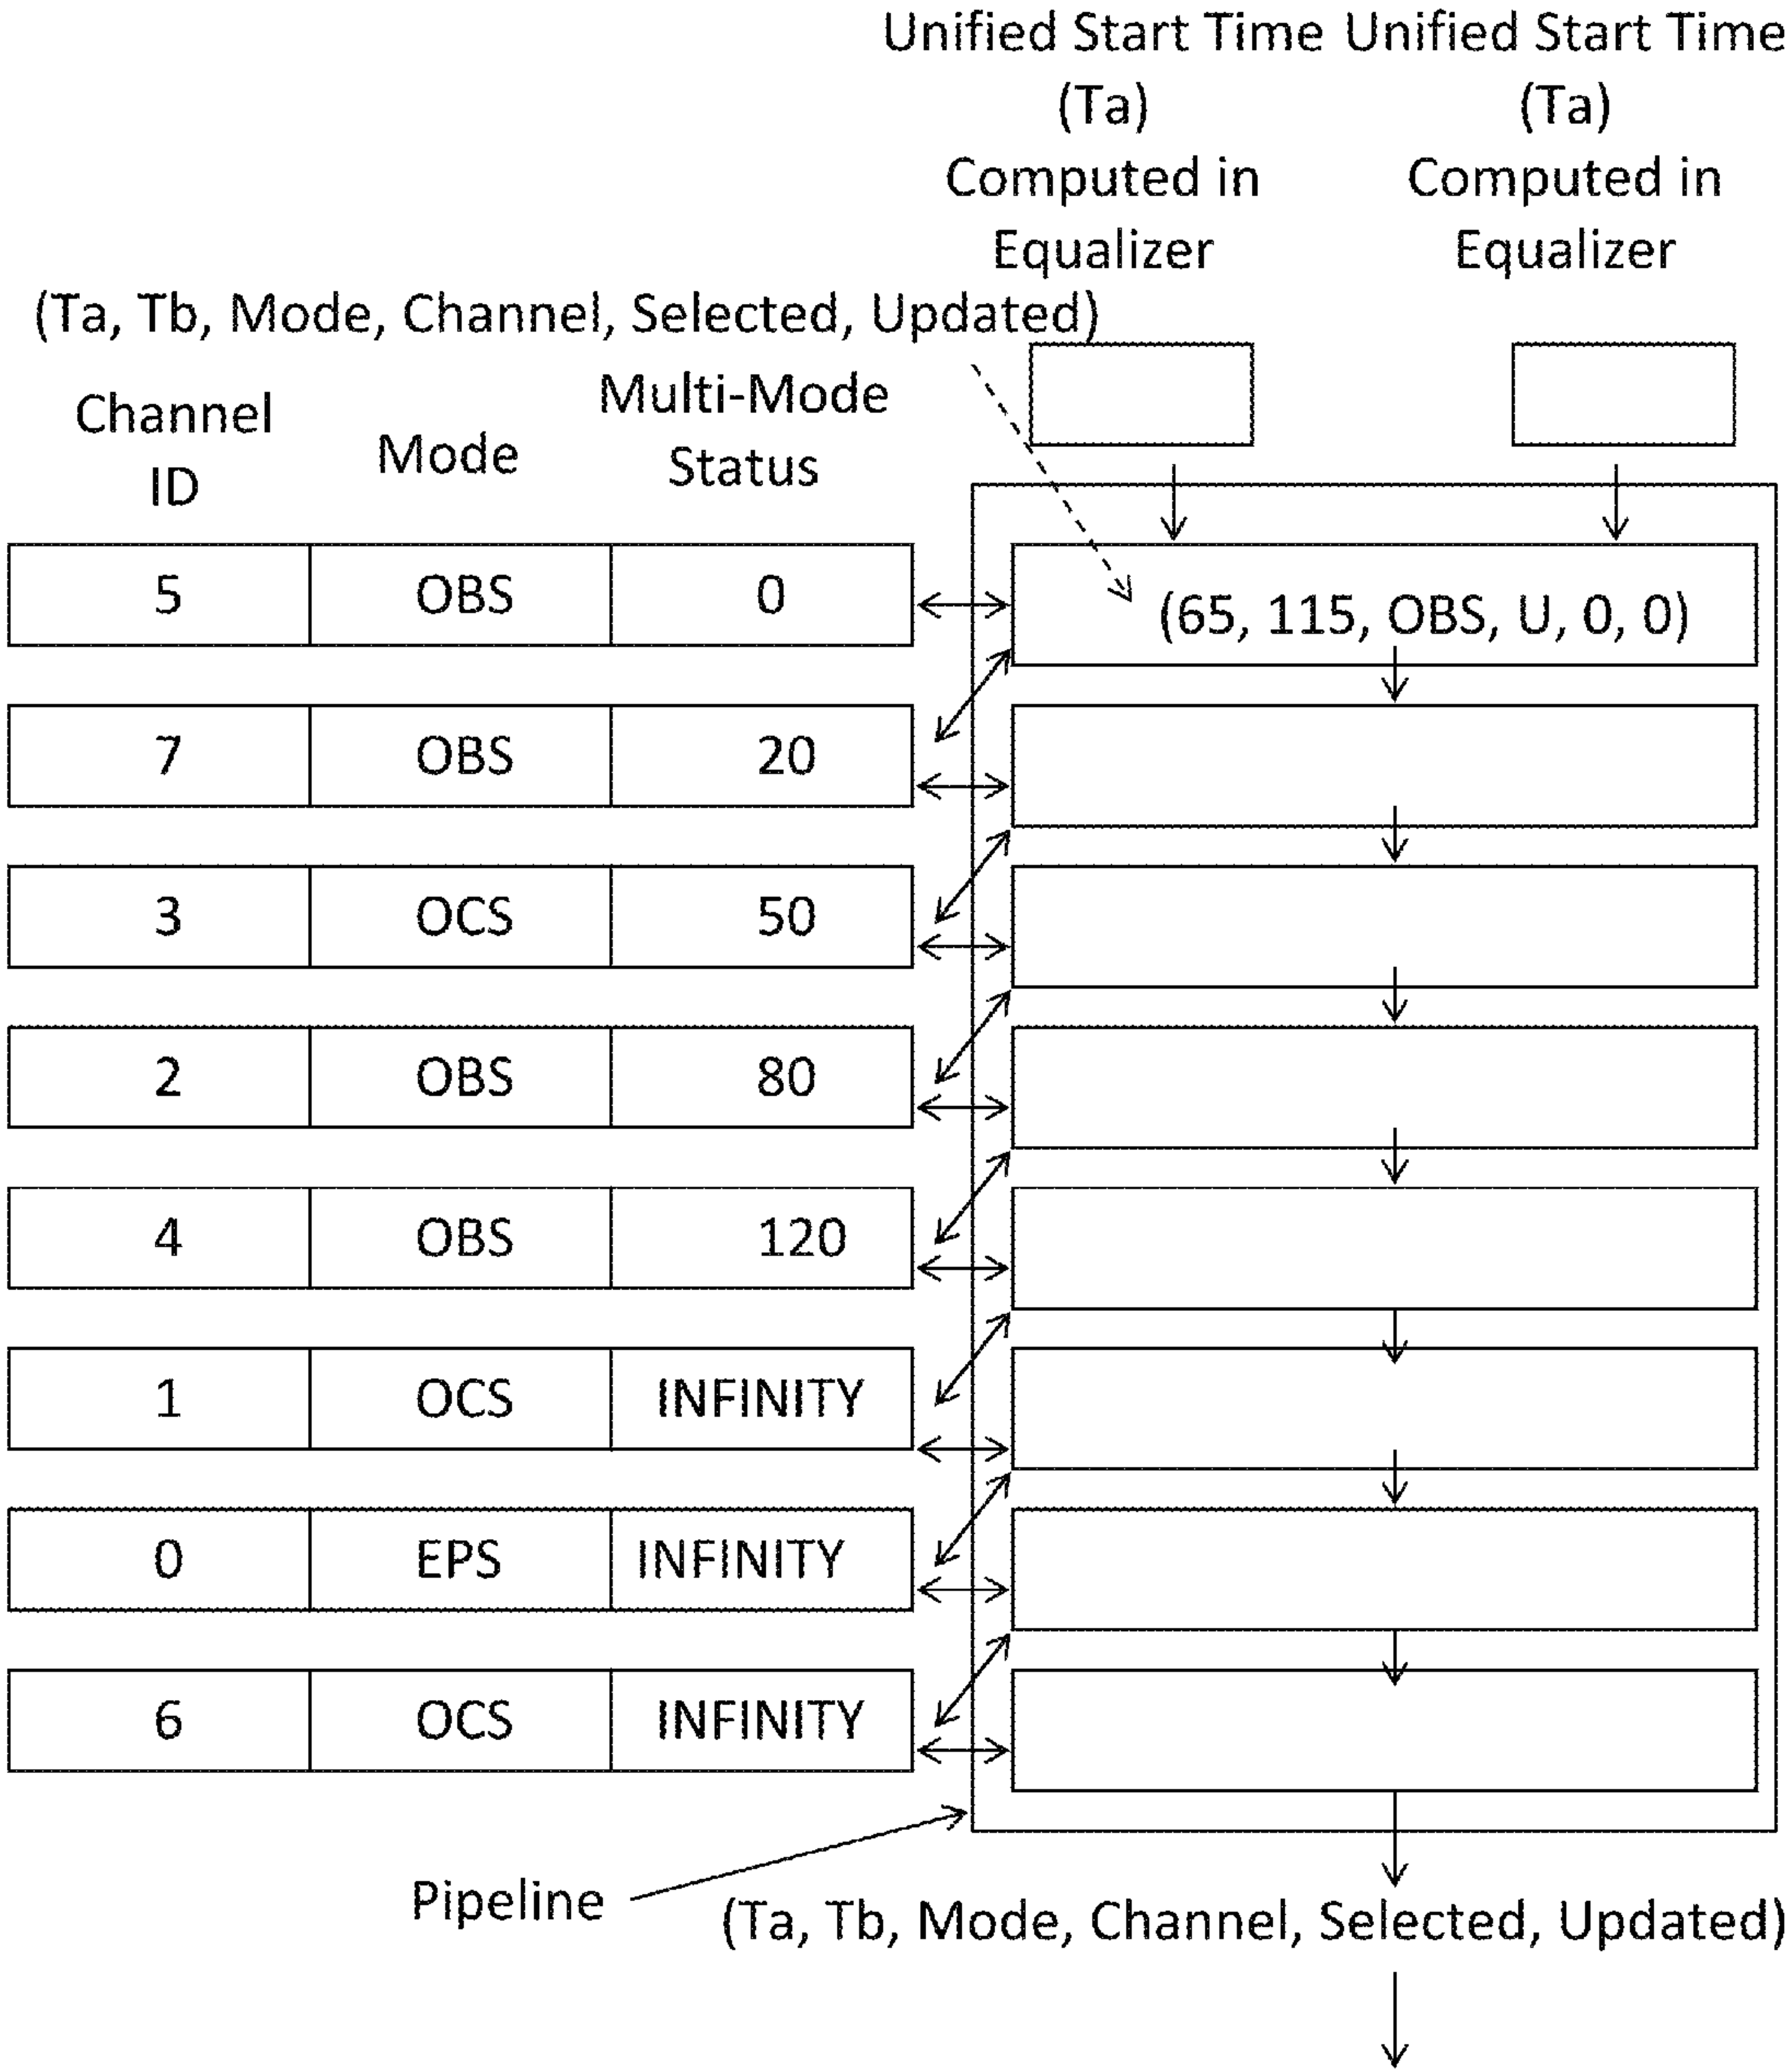 Unified Start Time Unified Start Time
(Ta) (Ta)
Computed in Computed in
Equalizer Equalizer
(Ta, Tb, Mode, Channel, Selected, Updated)
Channel ID Mode Multi-Mode Status
5 OBS 0
(65, 115, OBS, U, 0, 0)
7 OBS 20
3 OCS 50
2 OBS 80
4 OBS 120
1 OCS INFINITY
0 EPS INFINITY
6 OCS INFINITY
Pipeline
(Ta, Tb, Mode, Channel, Selected, Updated)